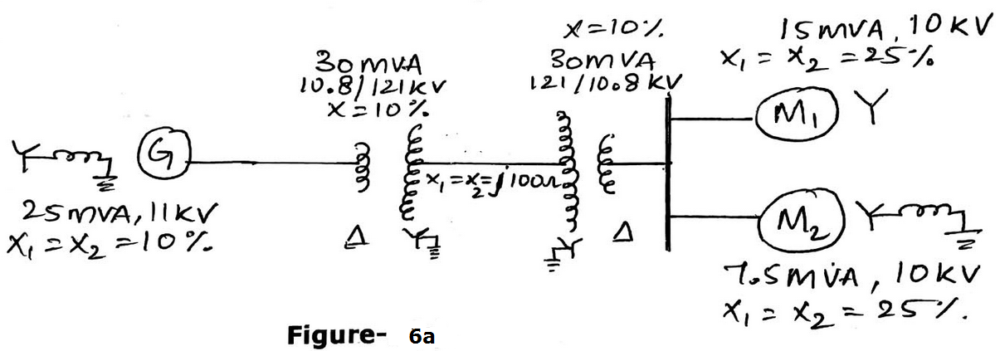 X=10%
30MVA
121/10.8 KV
15MVA, 10KV
X₁ = X₂ = 25%
30MVA
10.8/121KV
X=10%
G
M₁
X₁=X₂=j100Ω
25MVA, 11KV
X₁ = X₂ = 10%
Δ
Δ
M₂
7.5MVA, 10KV
X₁ = X₂ = 25%.
Figure- 6a